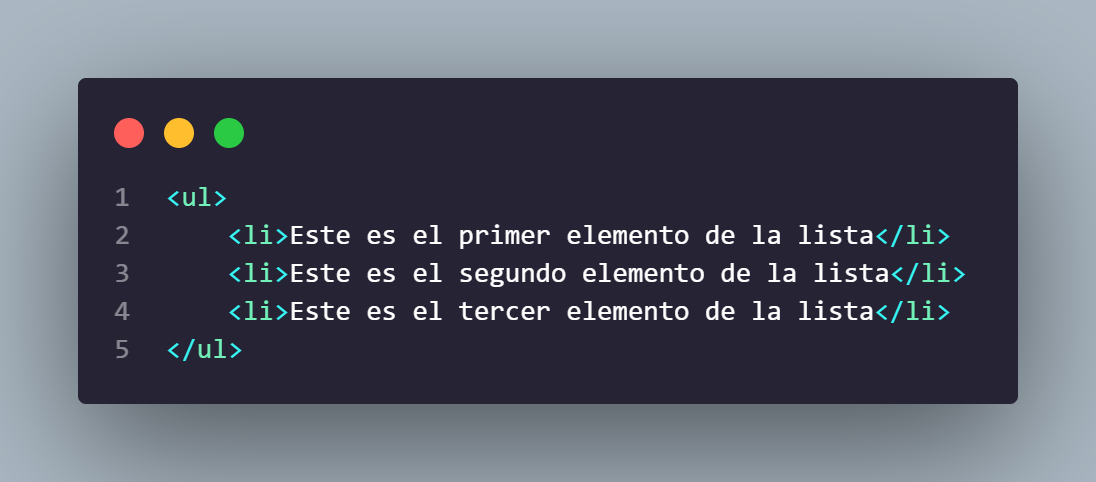 1 <ul>
2 <li>Este es el primer elemento de la lista</li>
3 <li>Este es el segundo elemento de la lista</li>
4 <li>Este es el tercer elemento de la lista</li>
5 </ul>